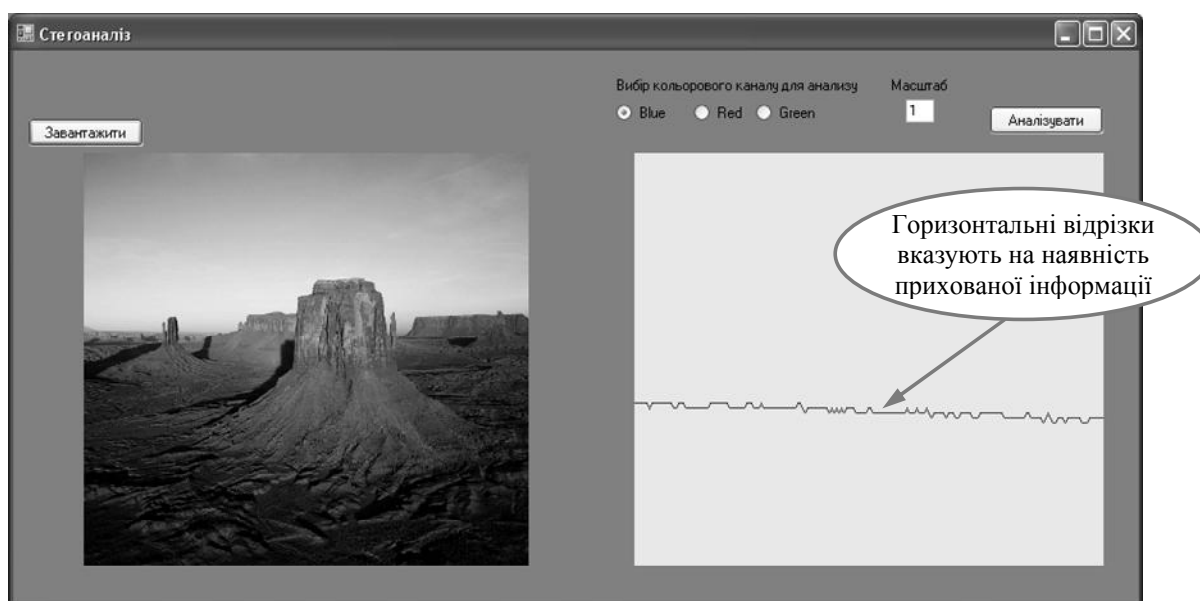 Стегоаналіз
Вибір кольорового каналу для анализу
Масштаб
Blue Red Green
1
Завантажити
Аналізувати
Горизонтальні відрізки
вказують на наявність
прихованої інформації